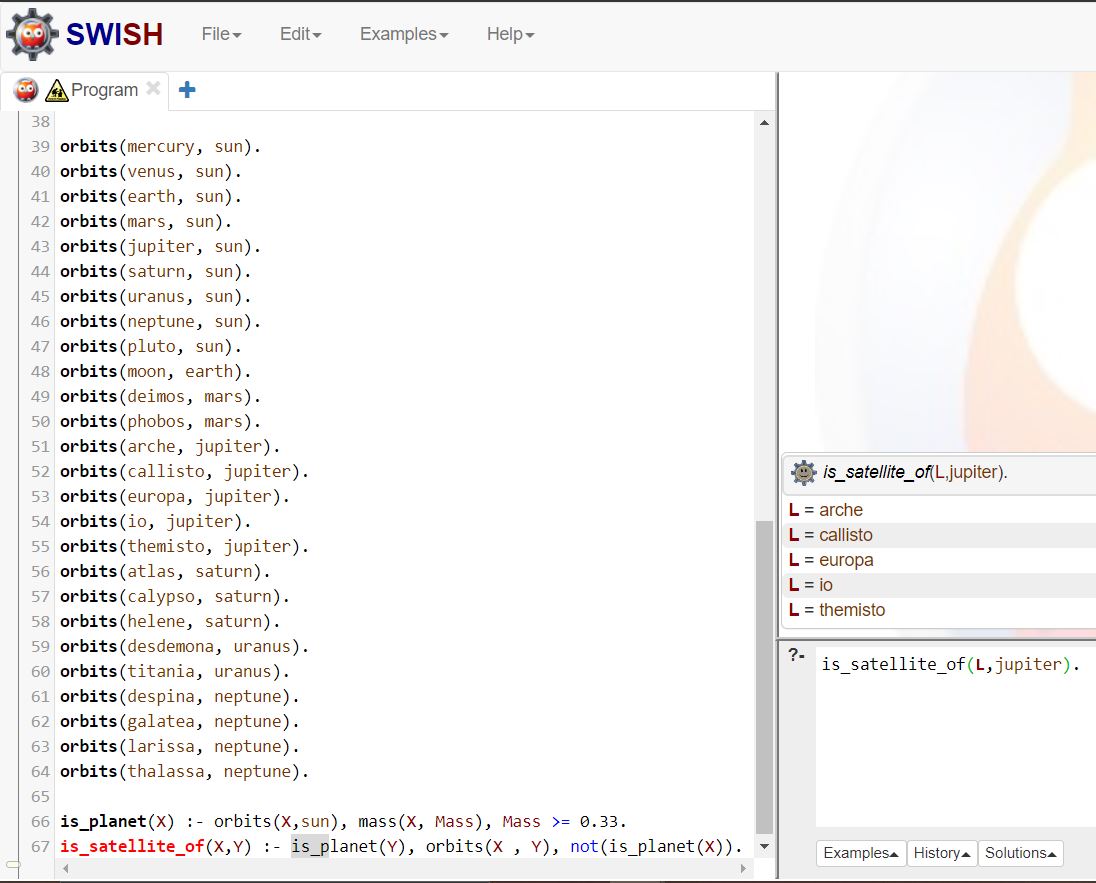 SWISH File Edit Examples Help
Program
38
39 orbits(mercury, sun).
40 orbits(venus, sun).
41 orbits(earth, sun).
42 orbits(mars, sun).
43 orbits(jupiter, sun).
44 orbits(saturn, sun).
45 orbits(uranus, sun).
46 orbits(neptune, sun).
47 orbits(pluto, sun).
48 orbits(moon, earth).
49 orbits(deimos, mars).
50 orbits(phobos, mars).
51 orbits(arche, jupiter).
52 orbits(callisto, jupiter).
53 orbits(europa, jupiter).
54 orbits(io, jupiter).
55 orbits(themisto, jupiter).
56 orbits(atlas, saturn).
57 orbits(calypso, saturn).
58 orbits(helene, saturn).
59 orbits(desdemona, uranus).
60 orbits(titania, uranus).
61 orbits(despina, neptune).
62 orbits(galatea, neptune).
63 orbits(larissa, neptune).
64 orbits(thalassa, neptune).
65
66 is_planet(X) :- orbits(X,sun), mass(X, Mass), Mass >= 0.33.
67 is_satellite_of(X,Y) :- is_planet(Y), orbits(X , Y), not(is_planet(X)).
is_satellite_of(L,jupiter).
L = arche
L = callisto
L = europa
L = io
L = themisto
?- is_satellite_of(L,jupiter).
Examples History Solutions